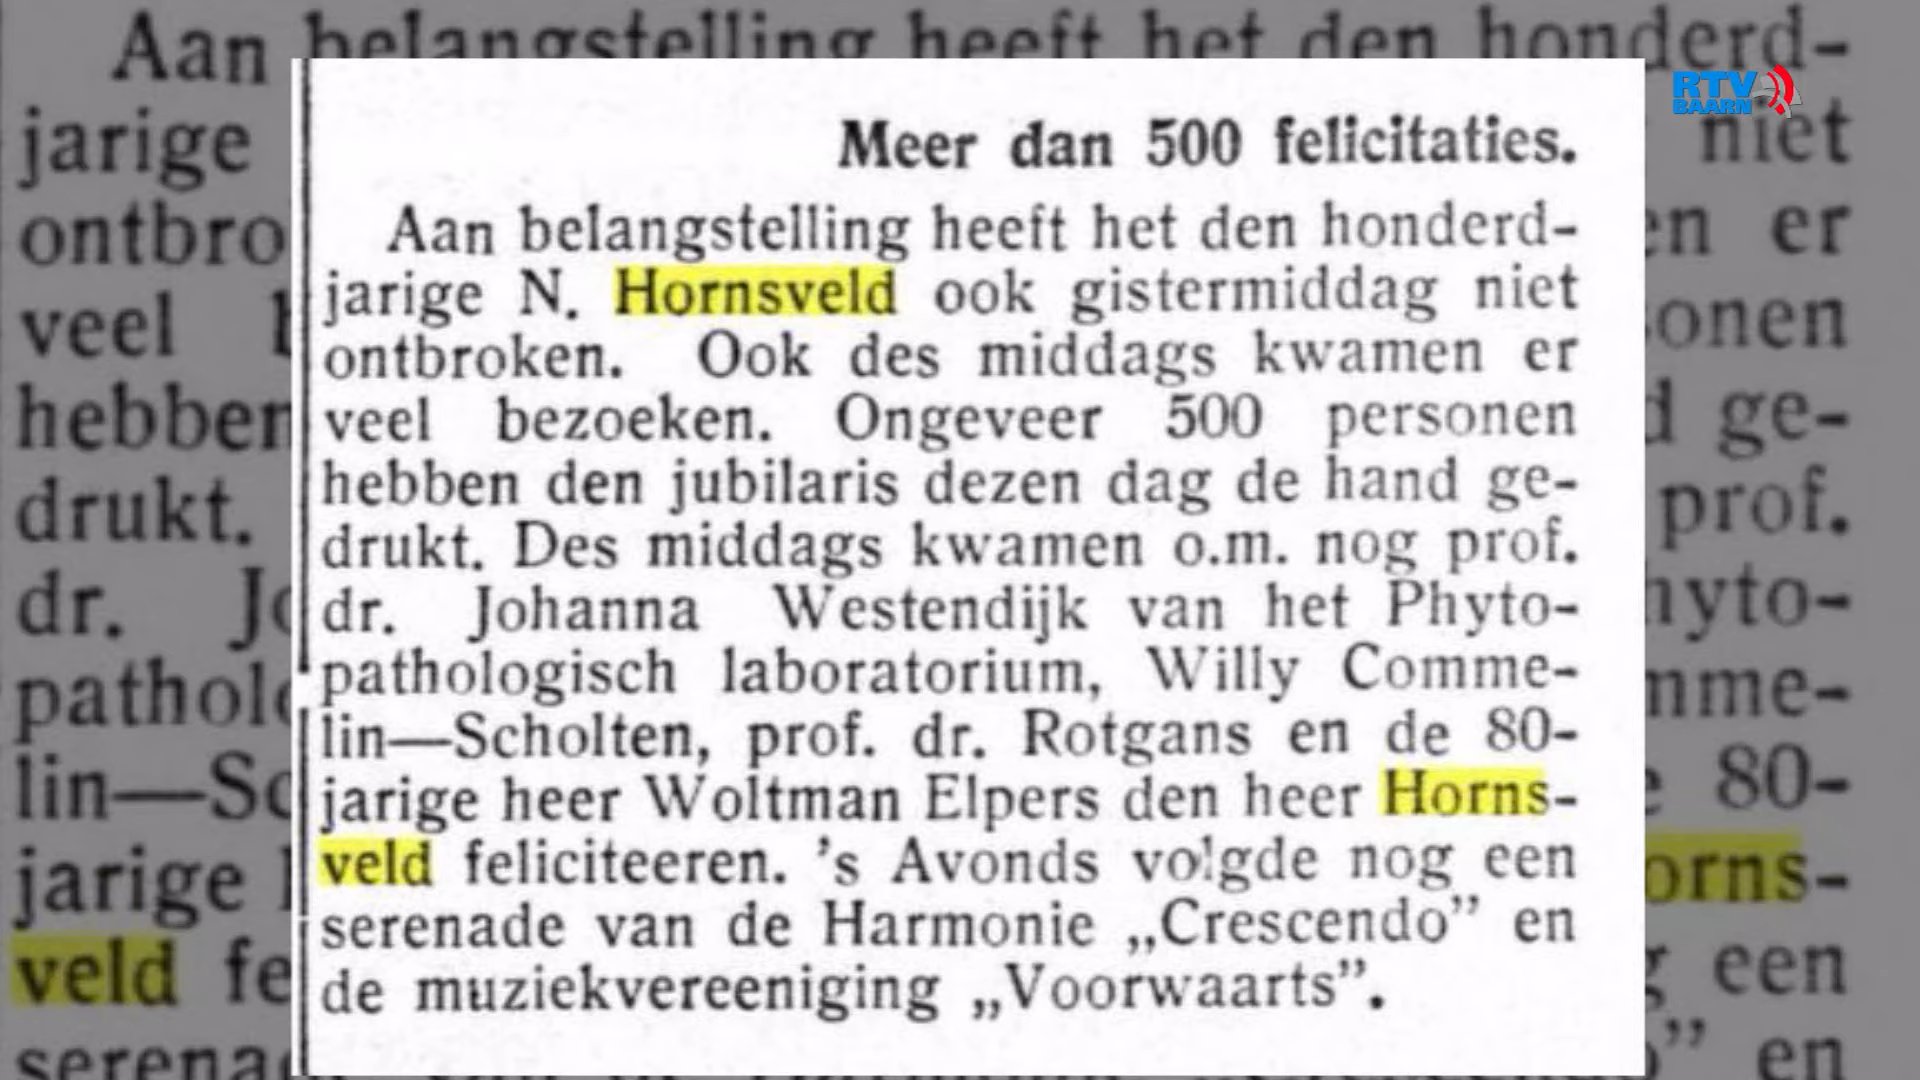 RTV
BAARN
Meer dan 500 felicitaties.
Aan belangstelling heeft het den honderd-
jarige N. Hornsveld ook gistermiddag niet
ontbroken. Ook des middags kwamen er
veel bezoeken. Ongeveer 500 personen
hebben den jubilaris dezen dag de hand ge-
drukt. Des middags kwamen o.m. nog prof.
dr. Johanna Westendijk van het Phyto-
pathologisch laboratorium, Willy Comme-
lin—Scholten, prof. dr. Rotgans en de 80-
jarige heer Woltman Elpers den heer Horns-
veld feliciteeren. 's Avonds volgde nog een
serenade van de Harmonie „Crescendo” en
de muziekvereeniging „Voorwaarts”.